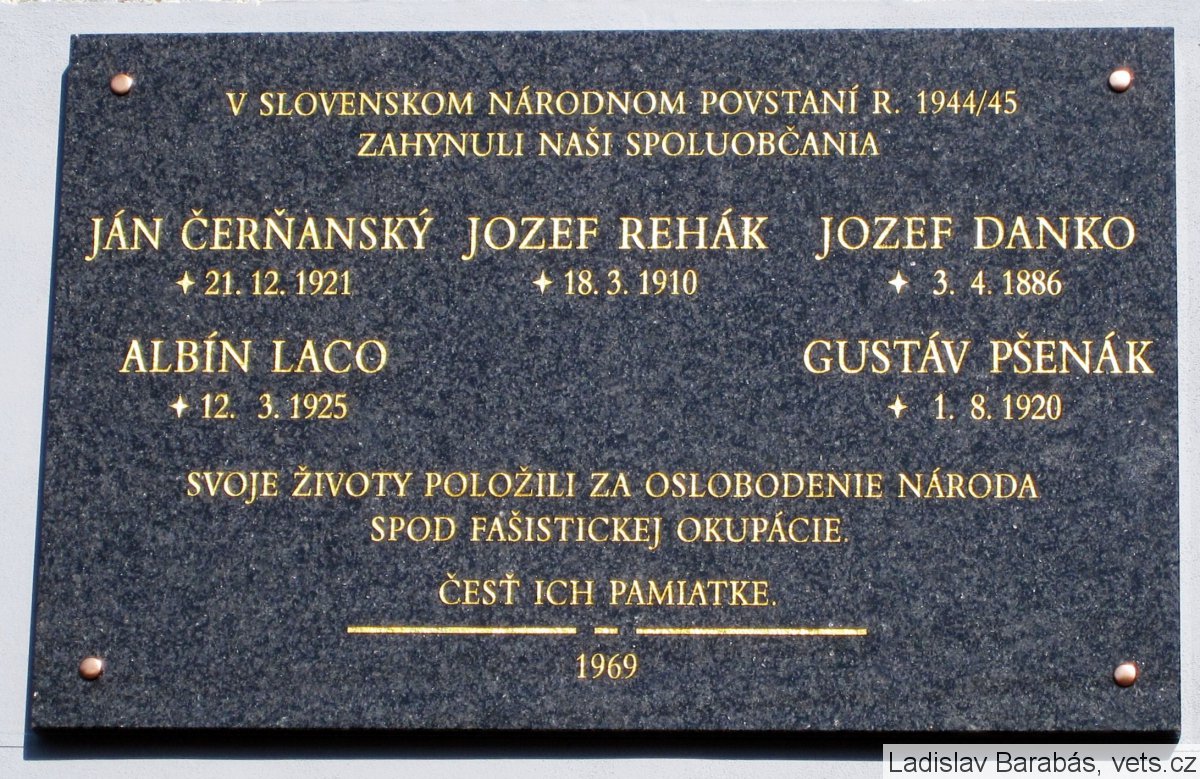 V SLOVENSKOM NÁRODNOM POVSTANÍ R. 1944/45
ZAHYNULI NAŠI SPOLUOBČANIA
JÁN ČERŇANSKÝ JOZEF REHÁK JOZEF DANKO
✦ 21. 12. 1921 ✦ 18. 3. 1910 ✦ 3. 4. 1886
ALBÍN LACO GUSTÁV PŠENÁK
✦ 12. 3. 1925 ✦ 1. 8. 1920
SVOJE ŽIVOTY POLOŽILI ZA OSLOBODENIE NÁRODA
SPOD FAŠISTICKEJ OKUPÁCIE.
ČESŤ ICH PAMIATKE.
1969
Ladislav Barabás, vets.cz